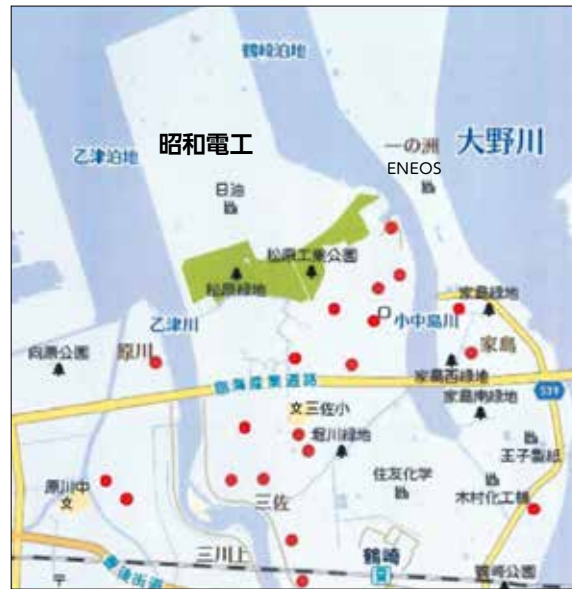 鶴崎泊地
昭和電工
一の洲
大野川
ENEOS
乙津泊地
日油
松原工業公園
松原緑地
家島緑地
乙津川
小中島川
向原公園
原川
家島
家島西緑地
臨海産業道路
家島南緑地
三佐小
堀川緑地
王子製紙
住友化学
原川中
木村化工機
三佐
三川上
鶴崎
鶴崎公園
豊後街道